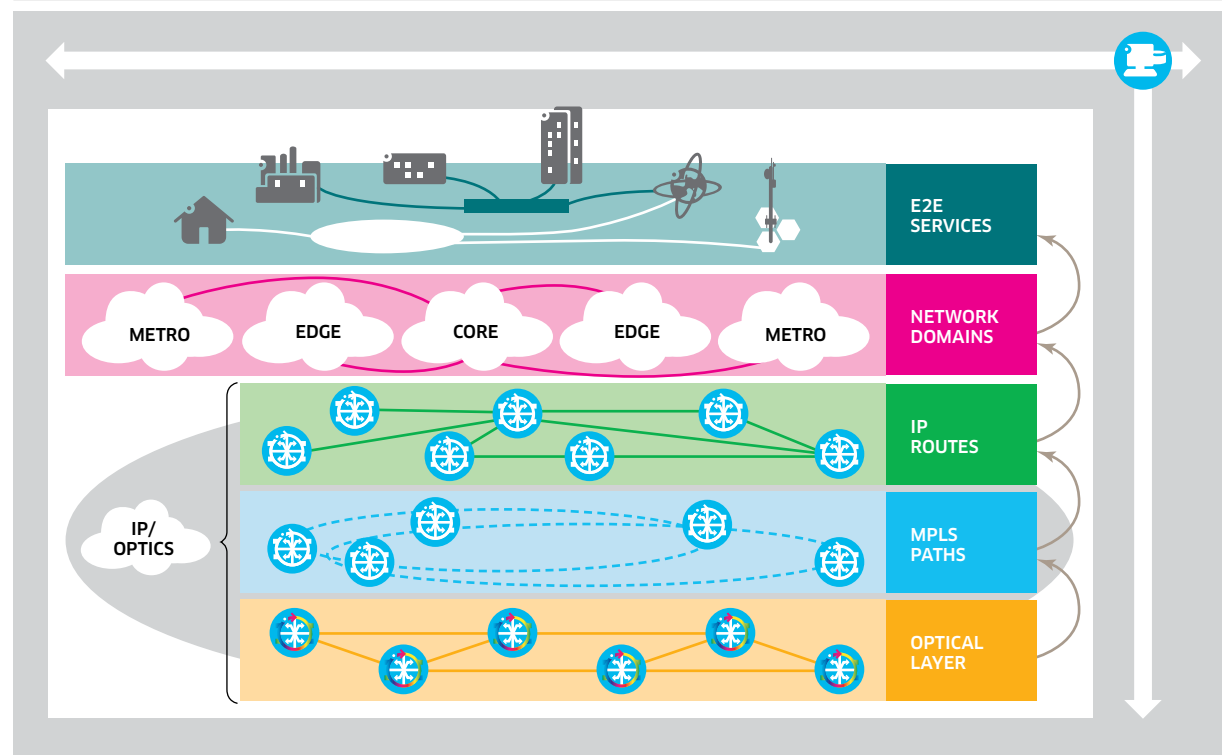 E2E
SERVICES
METRO
EDGE
CORE
EDGE
METRO
NETWORK
DOMAINS
IP
ROUTES
IP/
OPTICS
MPLS
PATHS
OPTICAL
LAYER